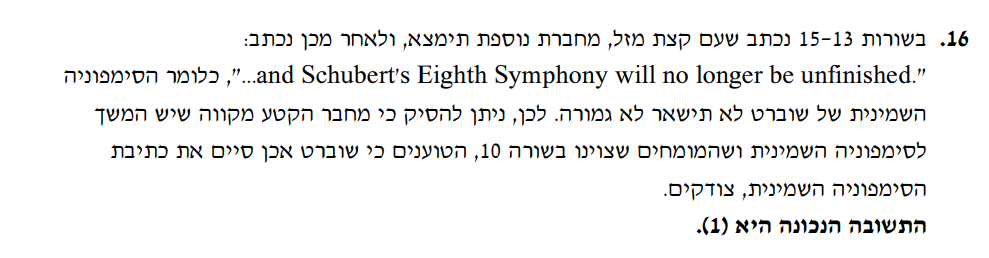 16. בשורות 13–15 נכתב שעם קצת מזל, מחברת נוספת תימצא, ולאחר מכן נכתב:
"...and Schubert's Eighth Symphony will no longer be unfinished.", כלומר הסימפוניה
השמינית של שוברט לא תישאר לא גמורה. לכן, ניתן להסיק כי מחבר הקטע מקווה שיש המשך
לסימפוניה השמינית ושהמומחים שצוינו בשורה 10, הטוענים כי שוברט אכן סיים את כתיבת
הסימפוניה השמינית, צודקים.
התשובה הנכונה היא (1).